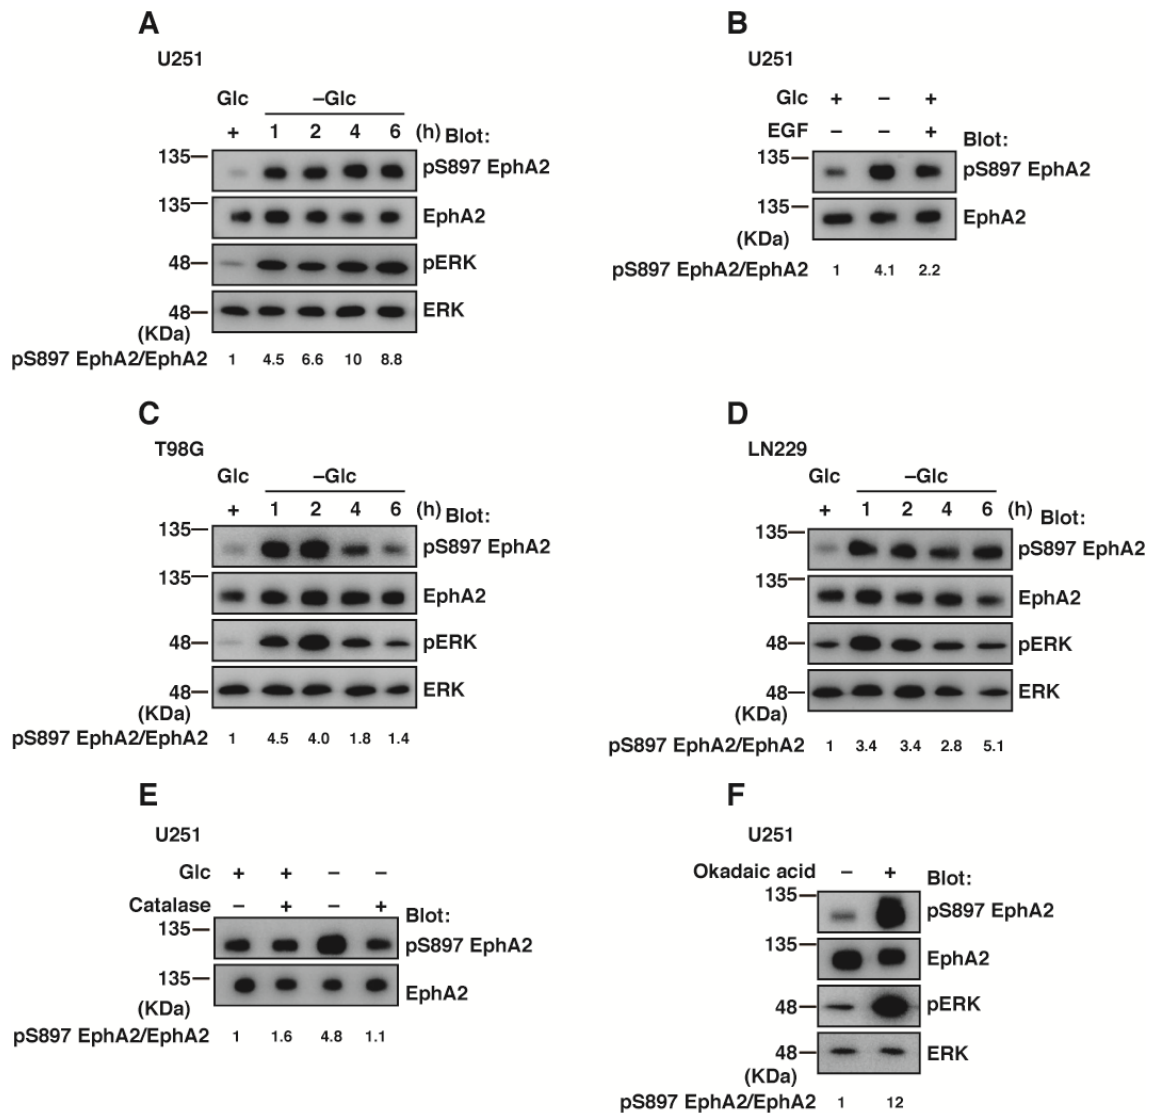 A
U251
Glc –Glc
+ 1 2 4 6 (h) Blot:
135 pS897 EphA2
135 EphA2
48 pERK
48 ERK
(KDa)
pS897 EphA2/EphA2 1 4.5 6.6 10 8.8
B
U251
Glc + – +
EGF – – +
Blot:
135 pS897 EphA2
135 EphA2
(KDa)
pS897 EphA2/EphA2 1 4.1 2.2
C
T98G
Glc –Glc
+ 1 2 4 6 (h) Blot:
135 pS897 EphA2
135 EphA2
48 pERK
48 ERK
(KDa)
pS897 EphA2/EphA2 1 4.5 4.0 1.8 1.4
D
LN229
Glc –Glc
+ 1 2 4 6 (h) Blot:
135 pS897 EphA2
135 EphA2
48 pERK
48 ERK
(KDa)
pS897 EphA2/EphA2 1 3.4 3.4 2.8 5.1
E
U251
Glc + + – –
Catalase – + – +
Blot:
135 pS897 EphA2
135 EphA2
(KDa)
pS897 EphA2/EphA2 1 1.6 4.8 1.1
F
U251
Okadaic acid – +
Blot:
135 pS897 EphA2
135 EphA2
48 pERK
48 ERK
(KDa)
pS897 EphA2/EphA2 1 12